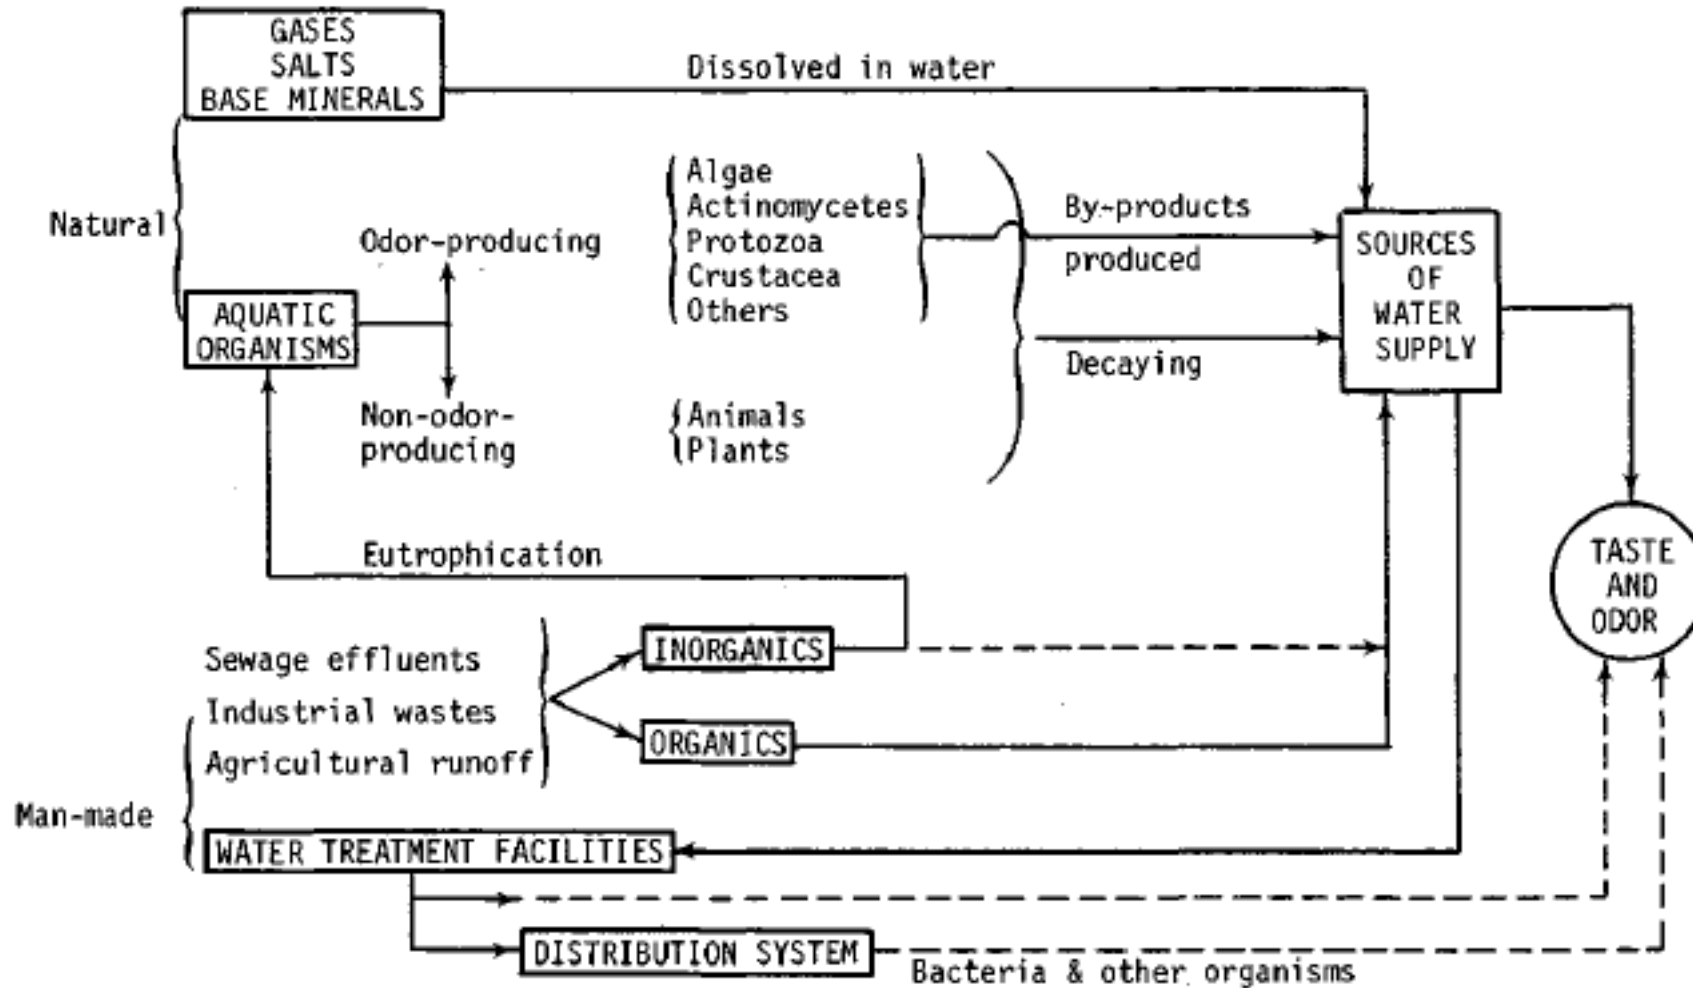 GASES
SALTS
BASE MINERALS
Dissolved in water
Natural
Algae
Actinomycetes
Protozoa
Crustacea
Others
By-products
produced
Odor-producing
AQUATIC
ORGANISMS
SOURCES
OF
WATER
SUPPLY
Decaying
Non-odor-
producing
Animals
Plants
Eutrophication
TASTE
AND
ODOR
Sewage effluents
Industrial wastes
Agricultural runoff
INORGANICS
ORGANICS
Man-made
WATER TREATMENT FACILITIES
DISTRIBUTION SYSTEM
Bacteria & other organisms